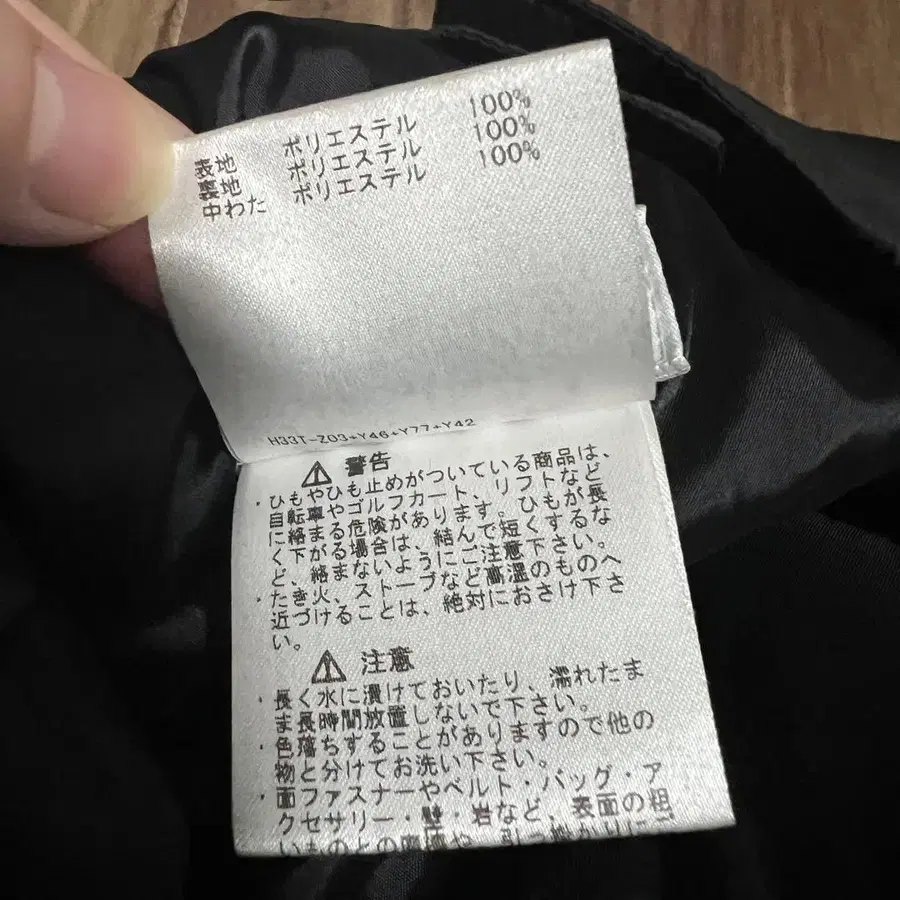 表地 ポリエステル 100%
裏地 ポリエステル 100%
中わた ポリエステル 100%
H33T-Z03+Y46+Y77+Y42
⚠ 警告
・ひもやひも止めがついている商品は、
自転車やゴルフカート、リフトなど
に絡まる危険があります。ひもが長
く下がる場合は、結んで短くするな
ど、絡まないようにご注意下さい。
・たき火、ストーブなど高温のものへ
近づけることは、絶対におさけ下さ
い。
⚠ 注意
・長く水に漬けておいたり、濡れたま
ま長時間放置しないで下さい。
・色落ちすることがありますので他の
物と分けてお洗い下さい。
・面ファスナーやベルト・バッグ・ア
クセサリー・壁・岩など、表面の粗
いものとの